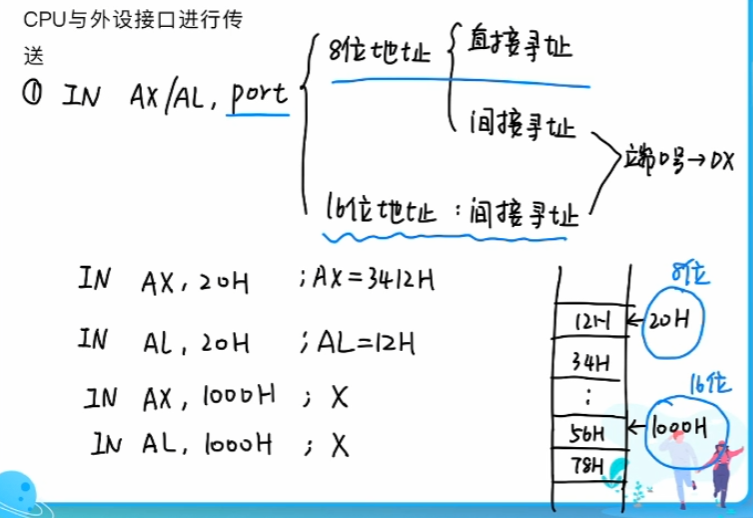 CPU与外设接口进行传
送
① IN AX/AL, port
8位地址
直接寻址
间接寻址
16位地址:间接寻址
端口号→DX
IN AX, 20H ;AX=3412H
IN AL, 20H ;AL=12H
IN AX, 1000H ; X
IN AL, 1000H ; X
8位
12H ← 20H
34H
:
16位
56H ← 1000H
78H